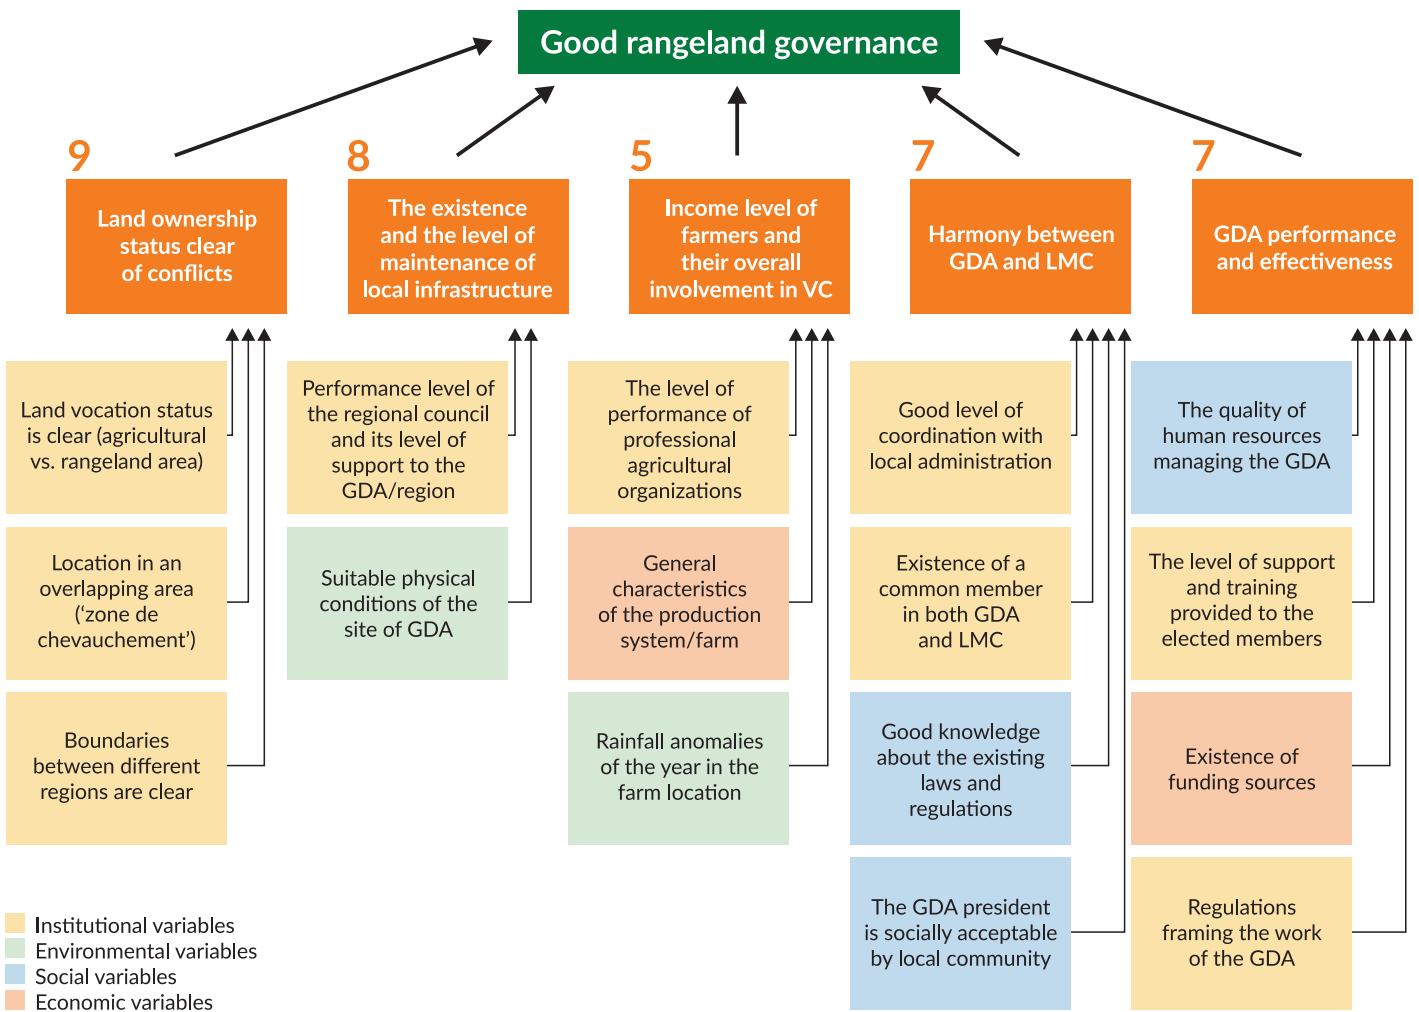 Good rangeland governance
9
Land ownership
status clear
of conflicts
8
The existence
and the level of
maintenance of
local infrastructure
5
Income level of
farmers and
their overall
involvement in VC
7
Harmony between
GDA and LMC
7
GDA performance
and effectiveness
Land vocation status
is clear (agricultural
vs. rangeland area)
Location in an
overlapping area
(‘zone de
chevauchement’)
Boundaries
between different
regions are clear
Performance level of
the regional council
and its level of
support to the
GDA/region
Suitable physical
conditions of the
site of GDA
The level of
performance of
professional
agricultural
organizations
General
characteristics
of the production
system/farm
Rainfall anomalies
of the year in the
farm location
Good level of
coordination with
local administration
Existence of a
common member
in both GDA
and LMC
Good knowledge
about the existing
laws and
regulations
The GDA president
is socially acceptable
by local community
The quality of
human resources
managing the GDA
The level of support
and training
provided to the
elected members
Existence of
funding sources
Regulations
framing the work
of the GDA
Institutional variables
Environmental variables
Social variables
Economic variables